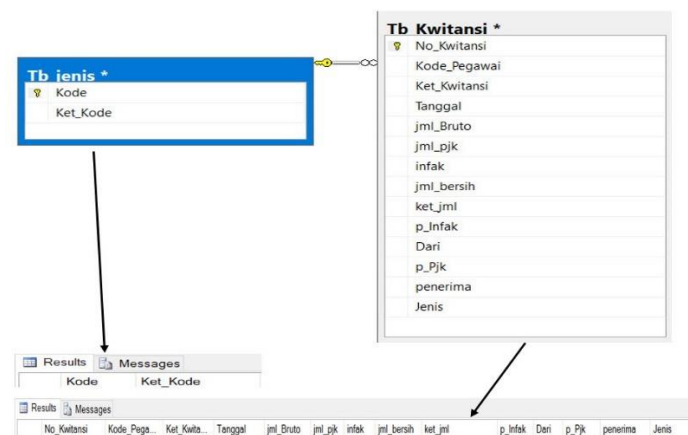 Tb_jenis *
Kode
Ket_Kode
Tb_Kwitansi *
No_Kwitansi
Kode_Pegawai
Ket_Kwitansi
Tanggal
jml_Bruto
jml_pjk
infak
jml_bersih
ket_jml
p_Infak
Dari
p_Pjk
penerima
Jenis
Results Messages
Kode Ket_Kode
Results Messages
No_Kwitansi Kode_Pega... Ket_Kwita... Tanggal jml_Bruto jml_pjk infak jml_bersih ket_jml p_Infak Dari p_Pjk penerima Jenis